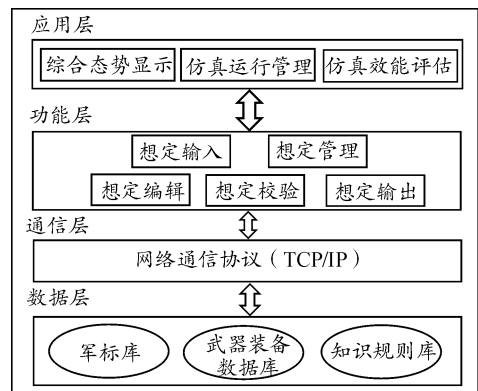 应用层
综合态势显示 仿真运行管理 仿真效能评估
功能层
想定输入 想定管理
想定编辑 想定校验 想定输出
通信层
网络通信协议（TCP/IP）
数据层
军标库 武器装备数据库 知识规则库